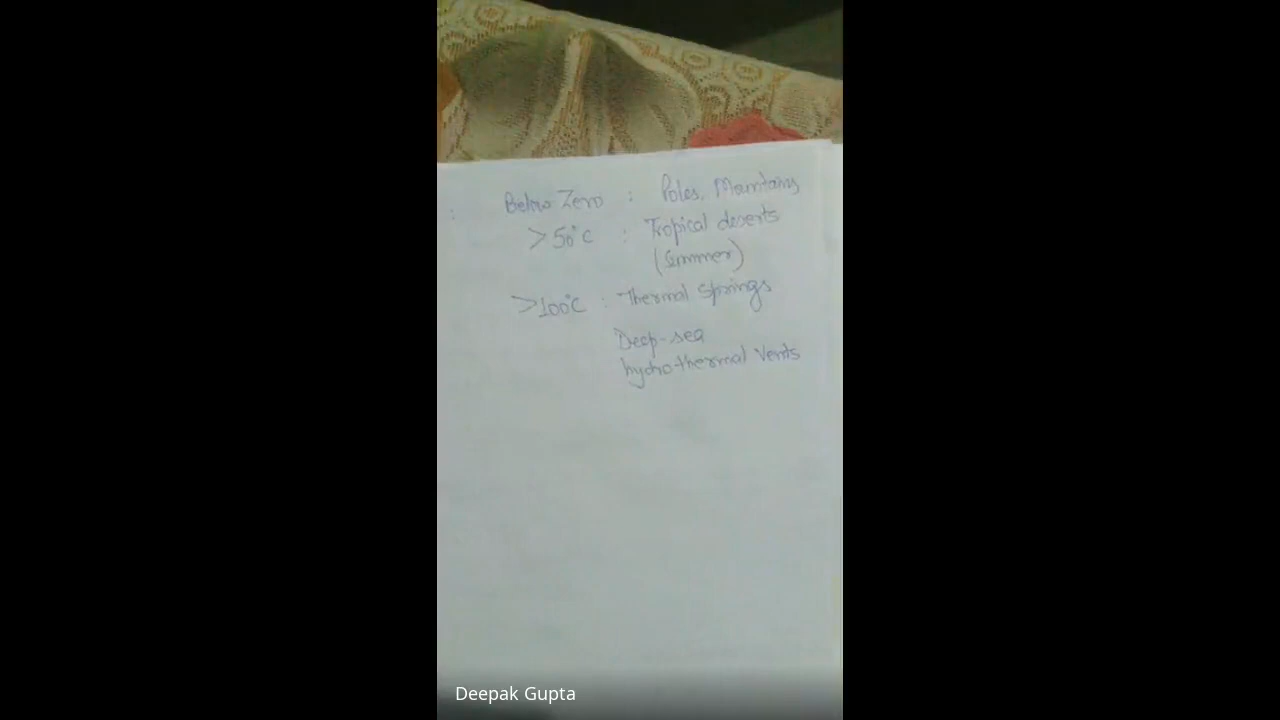 : Below Zero : Poles, Mountains
>50°C : Tropical deserts
(Summer)
>100°C : Thermal Springs
Deep-sea
hydro-thermal vents
Deepak Gupta